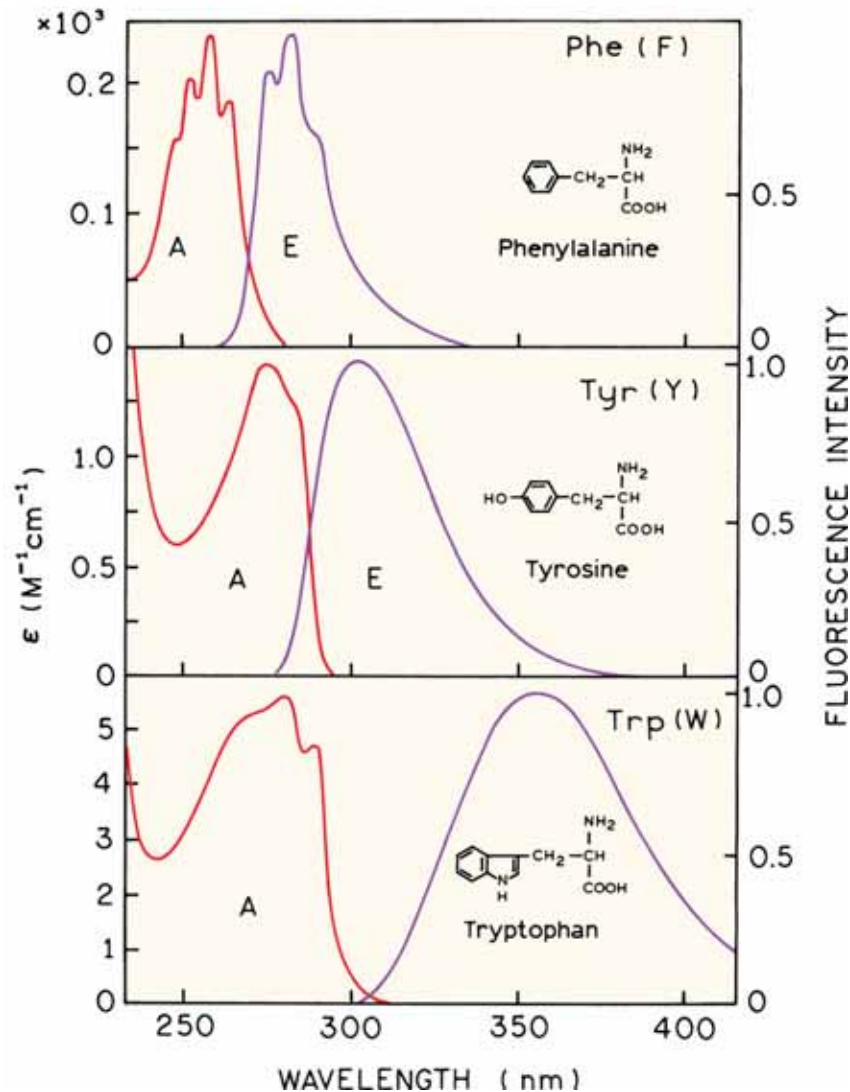 ×10³
Phe (F)
0.2
0.1
0
0.5
0
A
E
NH₂
CH₂
CH
COOH
Phenylalanine
Tyr (Y)
1.0
0.5
0
1.0
0.5
0
A
E
HO
CH₂
NH₂
CH
COOH
Tyrosine
Trp (W)
5
4
3
2
1
0
1.0
0.5
0
A
NH₂
CH₂
CH
COOH
N
H
Tryptophan
250
300
350
400
WAVELENGTH (nm)
ε (M⁻¹cm⁻¹)
FLUORESCENCE INTENSITY